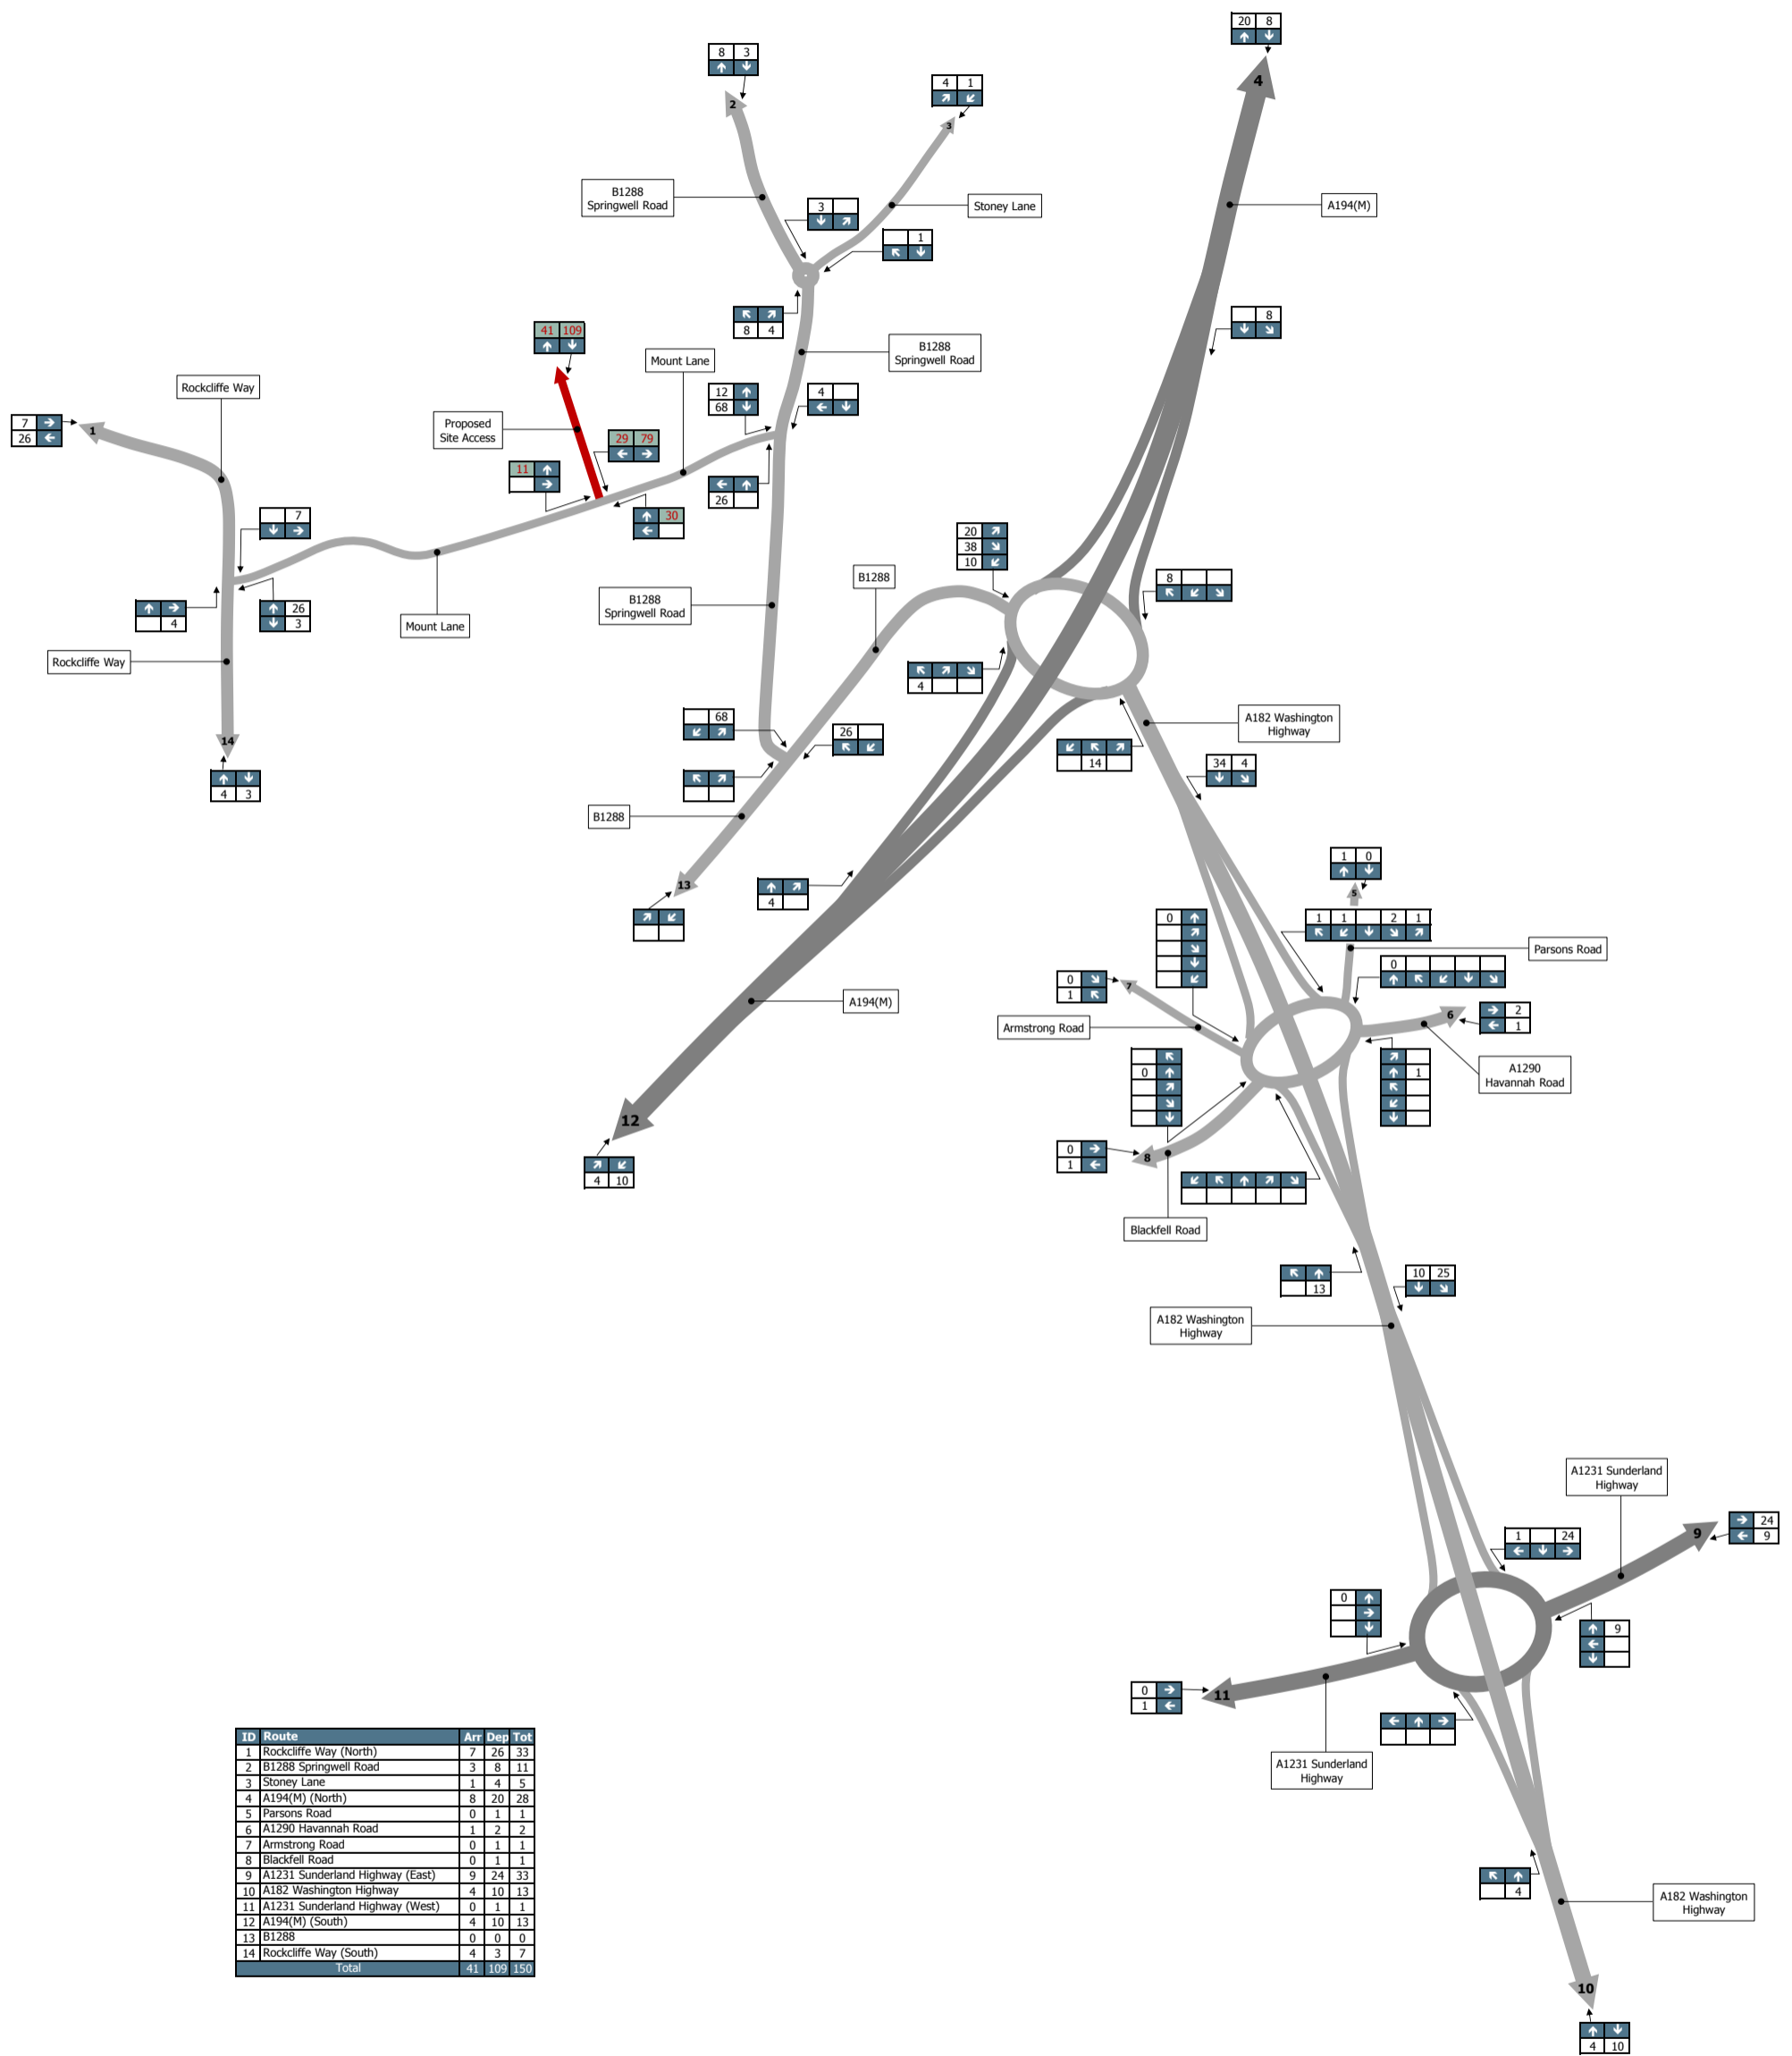 20 8
8 3
4
2
4 1
3
B1288
Springwell Road
3
Stoney Lane
A194(M)
1
8
8 4
41 109
B1288
Springwell Road
Mount Lane
Rockcliffe Way
12
68
4
7
26
1
Proposed
Site Access
29 79
11
26
30
7
20
38
10
B1288
8
B1288
Springwell Road
4
26
3
Mount Lane
Rockcliffe Way
4
68
26
A182 Washington
Highway
14
14
34 4
4 3
B1288
1 0
13
4
5
0
1 1 2 1
Parsons Road
0
0
1
7
A194(M)
6
2
1
Armstrong Road
0
1
A1290
Havannah Road
12
0
1
8
4 10
Blackfell Road
13
10 25
A182 Washington
Highway
A1231 Sunderland
Highway
9
24
9
1 24
0
9
0
1
11
A1231 Sunderland
Highway
ID Route Arr Dep Tot
1 Rockcliffe Way (North) 7 26 33
2 B1288 Springwell Road 3 8 11
3 Stoney Lane 1 4 5
4 A194(M) (North) 8 20 28
5 Parsons Road 0 1 1
6 A1290 Havannah Road 1 2 2
7 Armstrong Road 0 1 1
8 Blackfell Road 0 1 1
9 A1231 Sunderland Highway (East) 9 24 33
10 A182 Washington Highway 4 10 13
11 A1231 Sunderland Highway (West) 0 1 1
12 A194(M) (South) 4 10 13
13 B1288 0 0 0
14 Rockcliffe Way (South) 4 3 7
Total 41 109 150
4
A182 Washington
Highway
10
4 10